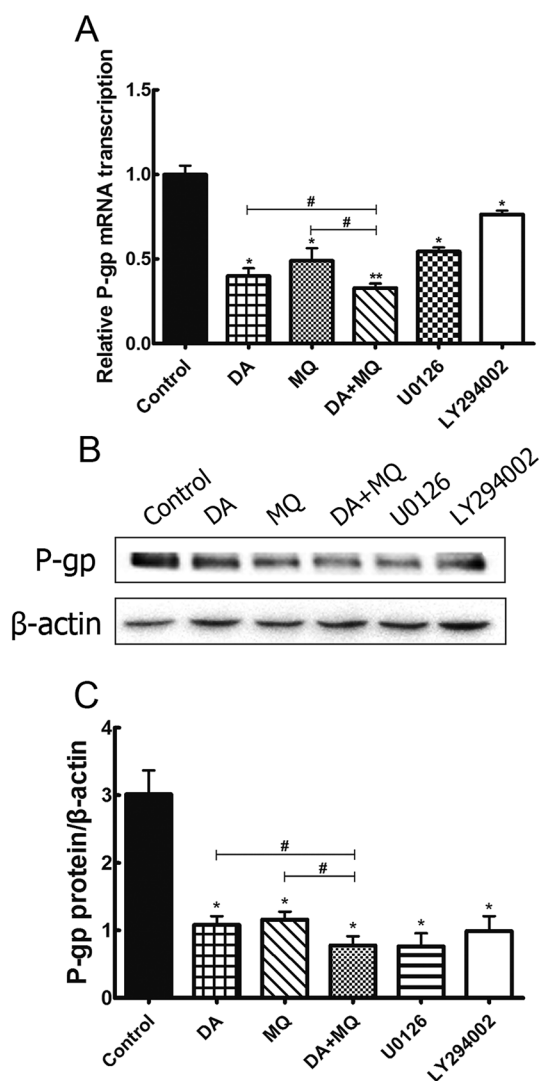 A
Relative P-gp mRNA transcription
1.5
1.0
0.5
0.0
#
#
*
*
**
*
*
Control
DA
MQ
DA+MQ
U0126
LY294002
B
Control
DA
MQ
DA+MQ
U0126
LY294002
P-gp
β-actin
C
P-gp protein/β-actin
4
3
2
1
0
#
#
*
*
*
*
*
Control
DA
MQ
DA+MQ
U0126
LY294002